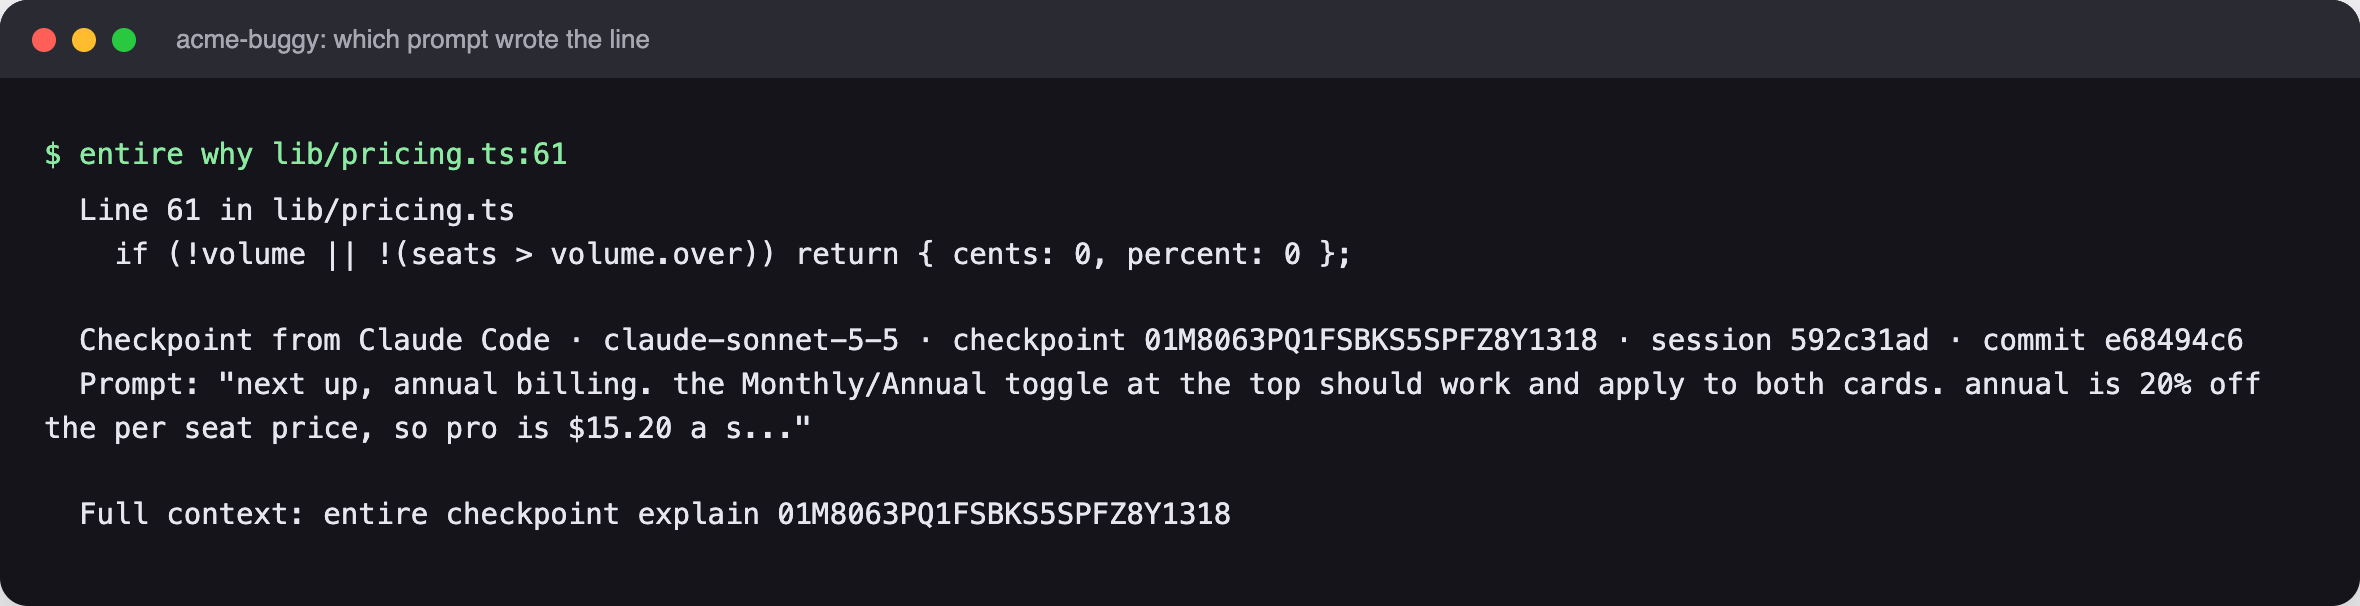 acme-buggy: which prompt wrote the line
$ entire why lib/pricing.ts:61
Line 61 in lib/pricing.ts
if (!volume || !(seats > volume.over)) return { cents: 0, percent: 0 };
Checkpoint from Claude Code · claude-sonnet-5-5 · checkpoint 01M8063PQ1FSBKS5SPFZ8Y1318 · session 592c31ad · commit e68494c6
Prompt: "next up, annual billing. the Monthly/Annual toggle at the top should work and apply to both cards. annual is 20% off
the per seat price, so pro is $15.20 a s..."
Full context: entire checkpoint explain 01M8063PQ1FSBKS5SPFZ8Y1318